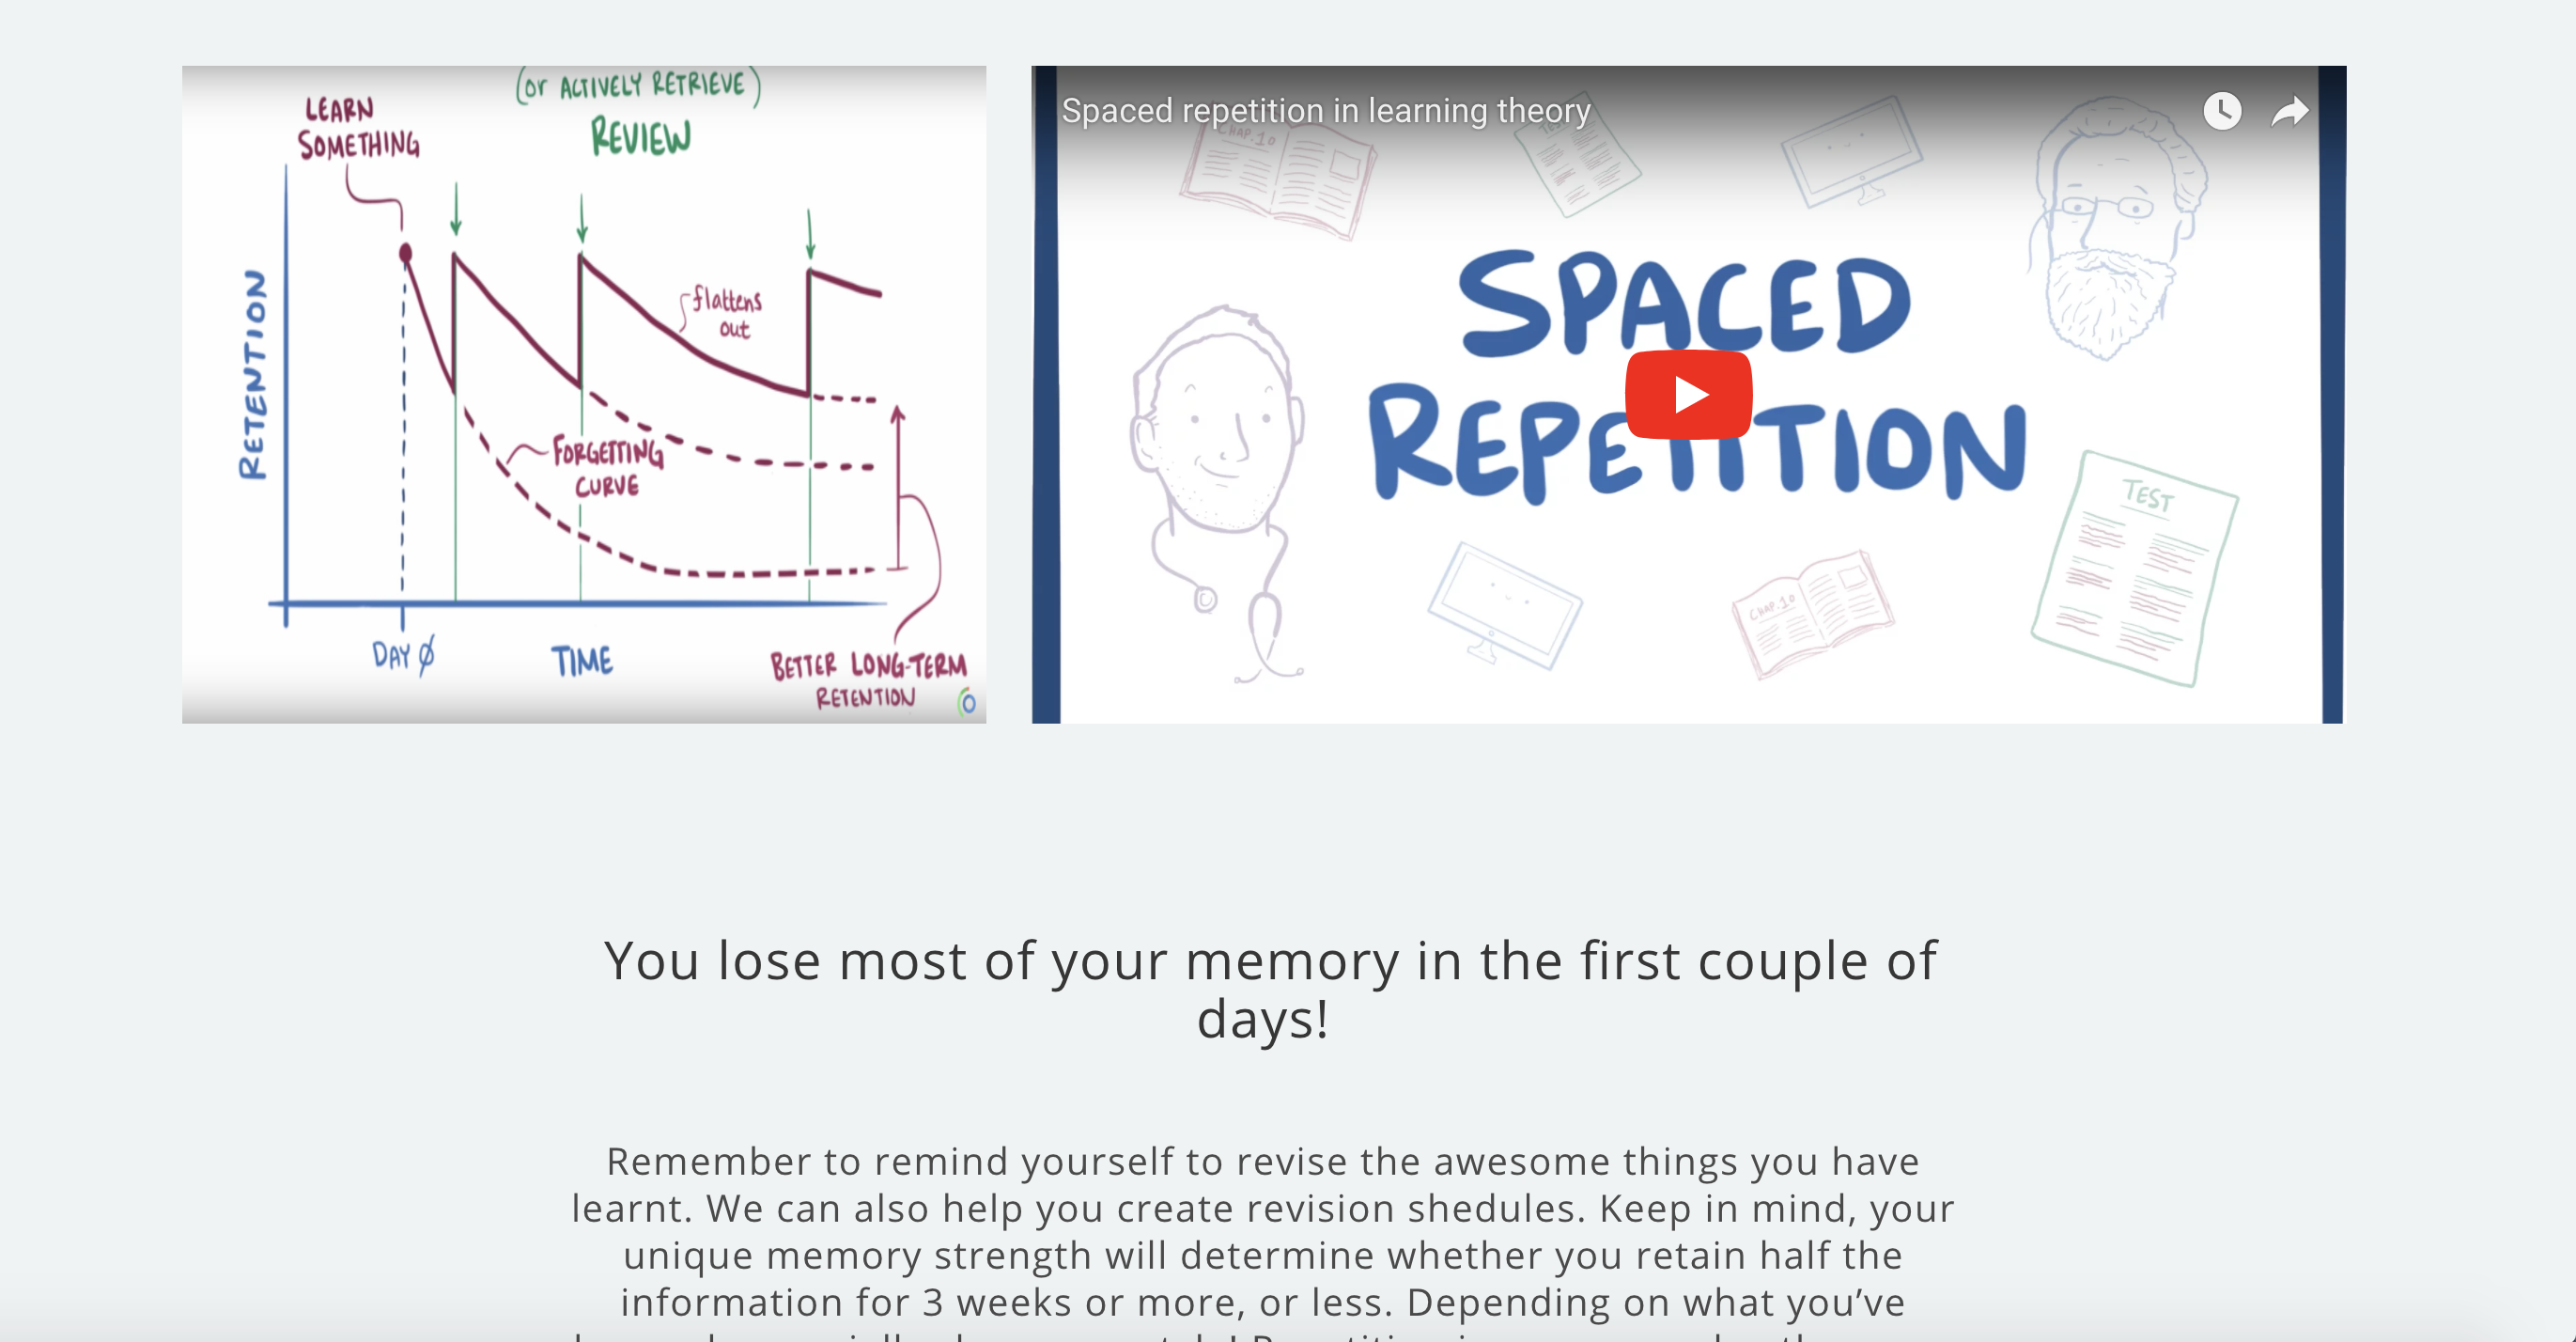 (or ACTIVELY RETRIEVE)
REVIEW
LEARN
SOMETHING
RETENTION
flattens
out
FORGETTING
CURVE
DAY 0
TIME
BETTER LONG-TERM
RETENTION
Spaced repetition in learning theory
CHAP.10
TEST
SPACED
REPETITION
TEST
CHAP.10
You lose most of your memory in the first couple of
days!
Remember to remind yourself to revise the awesome things you have
learnt. We can also help you create revision shedules. Keep in mind, your
unique memory strength will determine whether you retain half the
information for 3 weeks or more, or less. Depending on what you’ve